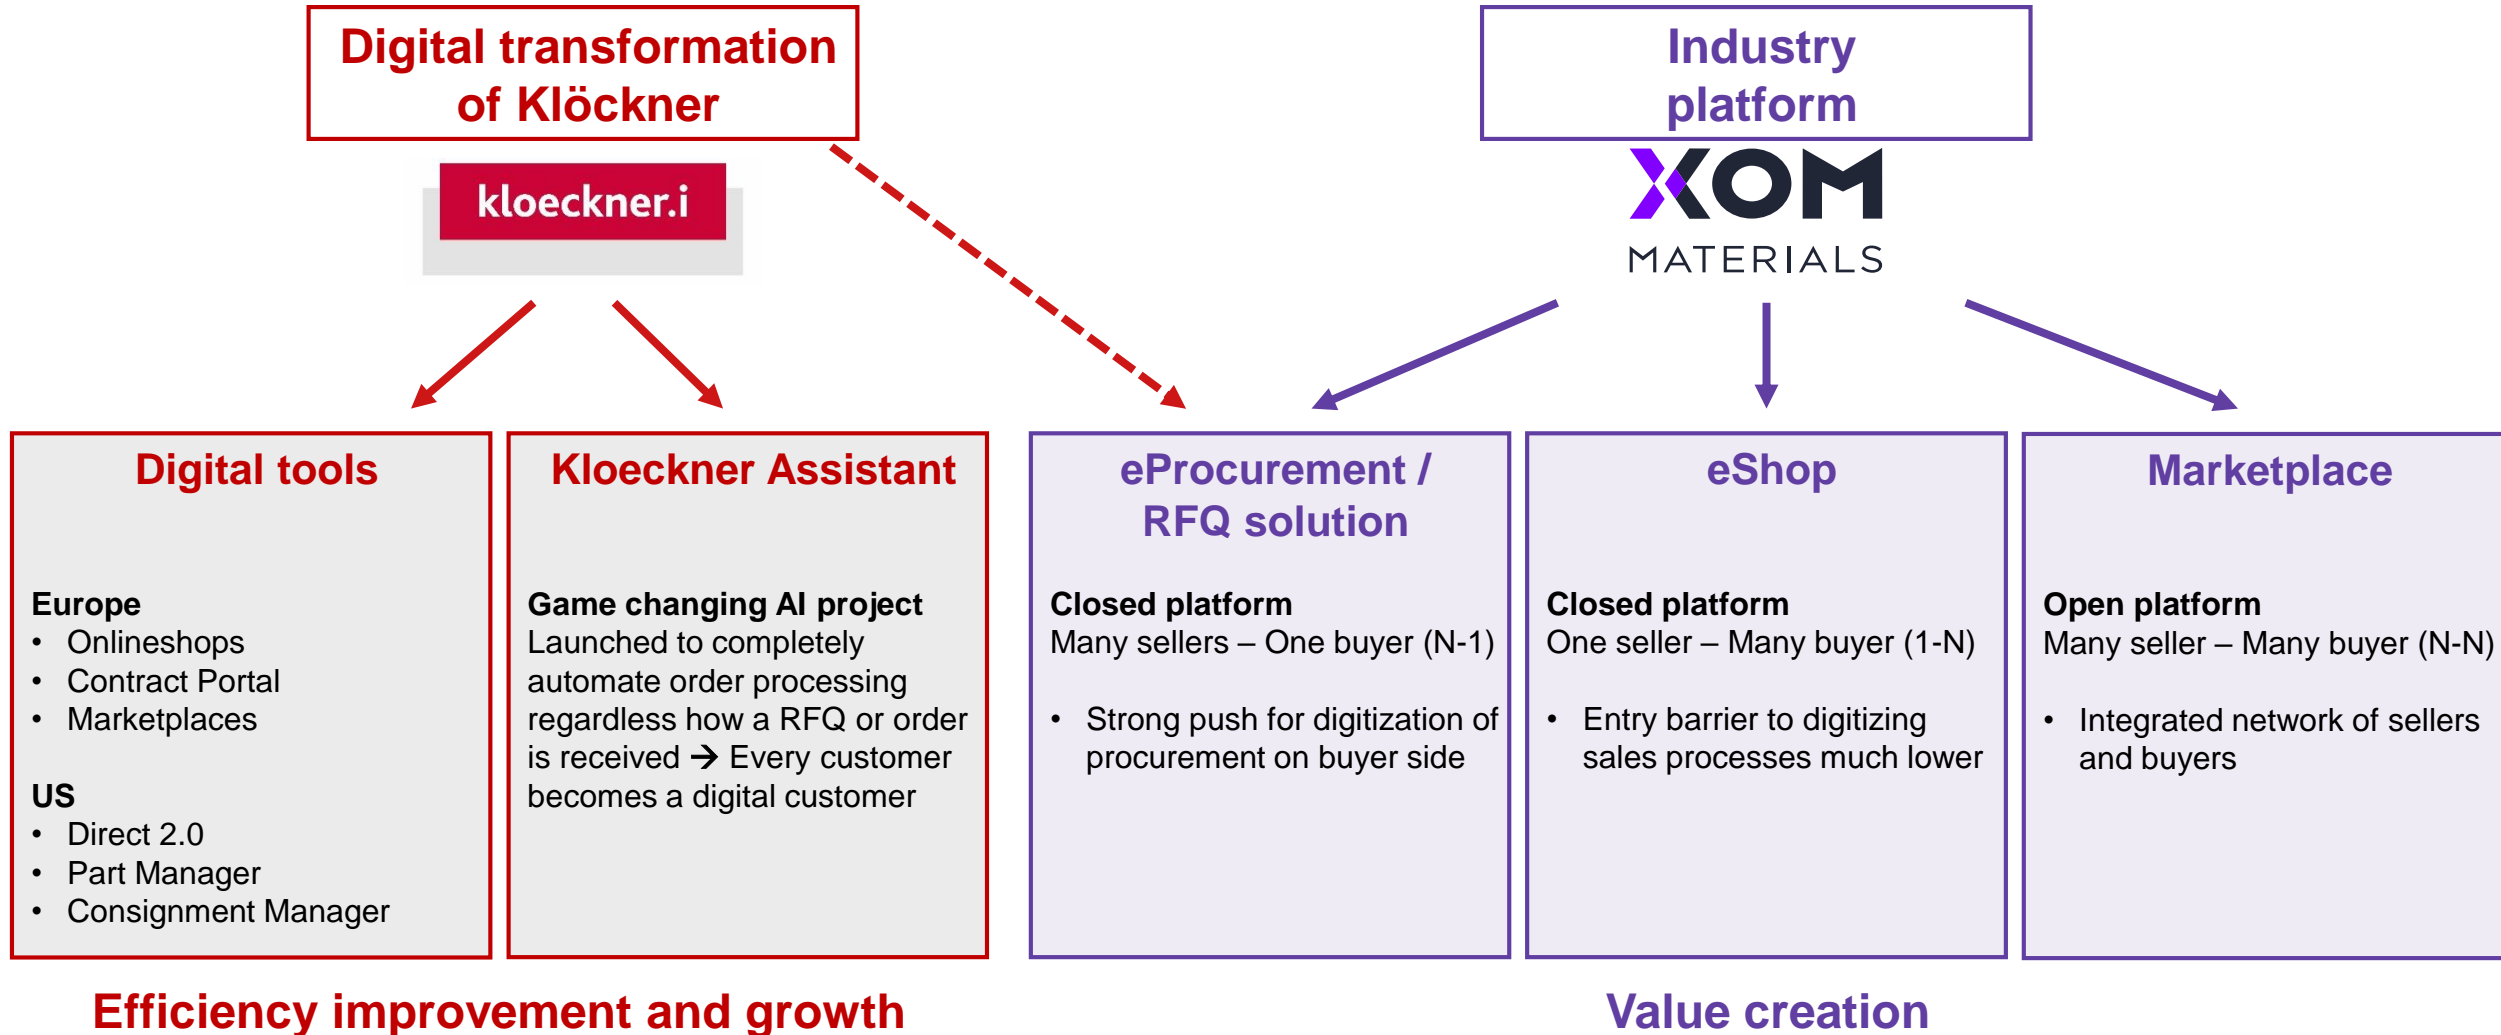 Digital transformation
of Klöckner
kloeckner.i
Industry
platform
XOM
MATERIALS
Digital tools
Europe
• Onlineshops
• Contract Portal
• Marketplaces
US
• Direct 2.0
• Part Manager
• Consignment Manager
Kloeckner Assistant
Game changing AI project
Launched to completely
automate order processing
regardless how a RFQ or order
is received → Every customer
becomes a digital customer
eProcurement /
RFQ solution
Closed platform
Many sellers – One buyer (N-1)
• Strong push for digitization of
procurement on buyer side
eShop
Closed platform
One seller – Many buyer (1-N)
• Entry barrier to digitizing
sales processes much lower
Marketplace
Open platform
Many seller – Many buyer (N-N)
• Integrated network of sellers
and buyers
Efficiency improvement and growth
Value creation